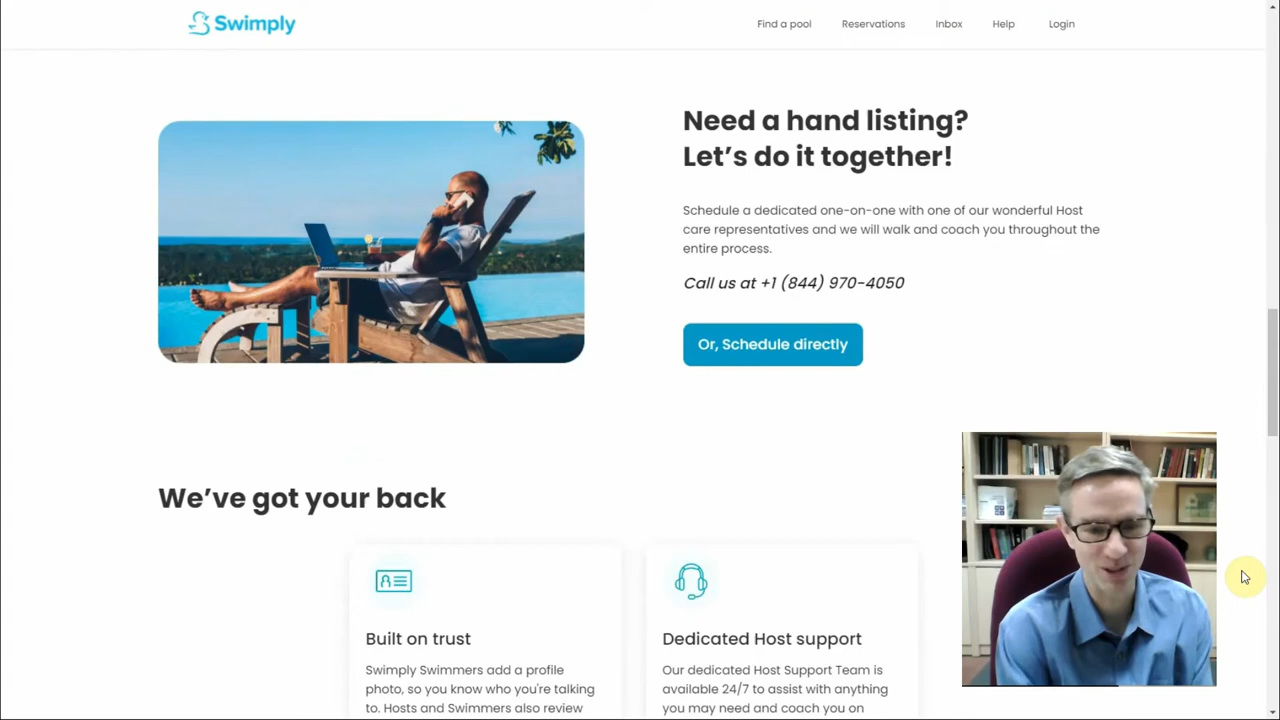 Swimply
Find a pool
Reservations
Inbox
Help
Login
Need a hand listing?
Let's do it together!
Schedule a dedicated one-on-one with one of our wonderful Host
care representatives and we will walk and coach you throughout the
entire process.
Call us at +1 (844) 970-4050
Or, Schedule directly
We've got your back
Built on trust
Swimply Swimmers add a profile
photo, so you know who you're talking
to. Hosts and Swimmers also review
Dedicated Host support
Our dedicated Host Support Team is
available 24/7 to assist with anything
you may need and coach you on